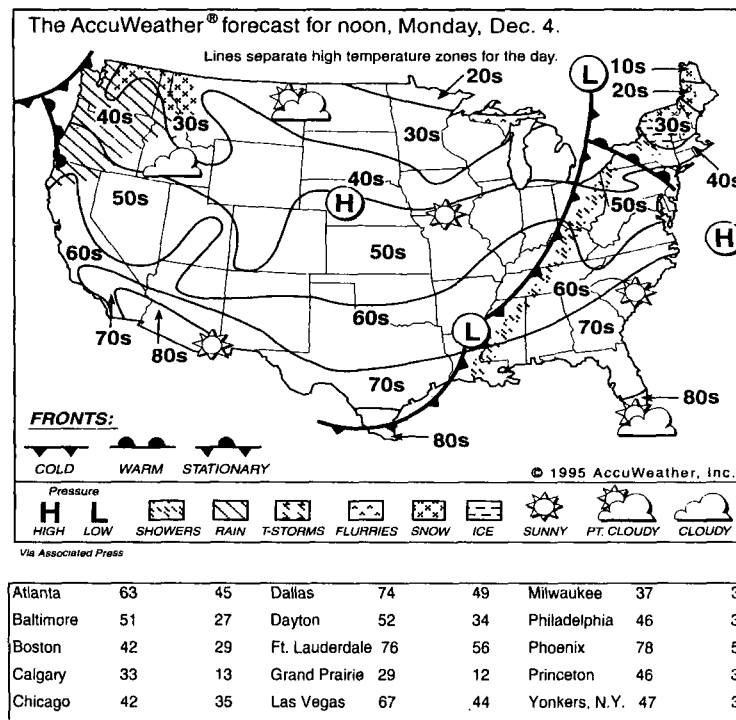 The AccuWeather® forecast for noon, Monday, Dec. 4.
Lines separate high temperature zones for the day.
20s
L
10s
20s
40s
30s
30s
30s
40s
H
40s
50s
50s
50s
H
60s
60s
60s
L
70s
80s
70s
70s
80s
80s
FRONTS:
COLD WARM STATIONARY
© 1995 AccuWeather, Inc.
Pressure
H L
HIGH LOW SHOWERS RAIN T-STORMS FLURRIES SNOW ICE SUNNY PT. CLOUDY CLOUDY
Via Associated Press
Atlanta 63 45 Dallas 74 49 Milwaukee 37 3
Baltimore 51 27 Dayton 52 34 Philadelphia 46 3
Boston 42 29 Ft. Lauderdale 76 56 Phoenix 78 5
Calgary 33 13 Grand Prairie 29 12 Princeton 46 3
Chicago 42 35 Las Vegas 67 44 Yonkers, N.Y. 47 3